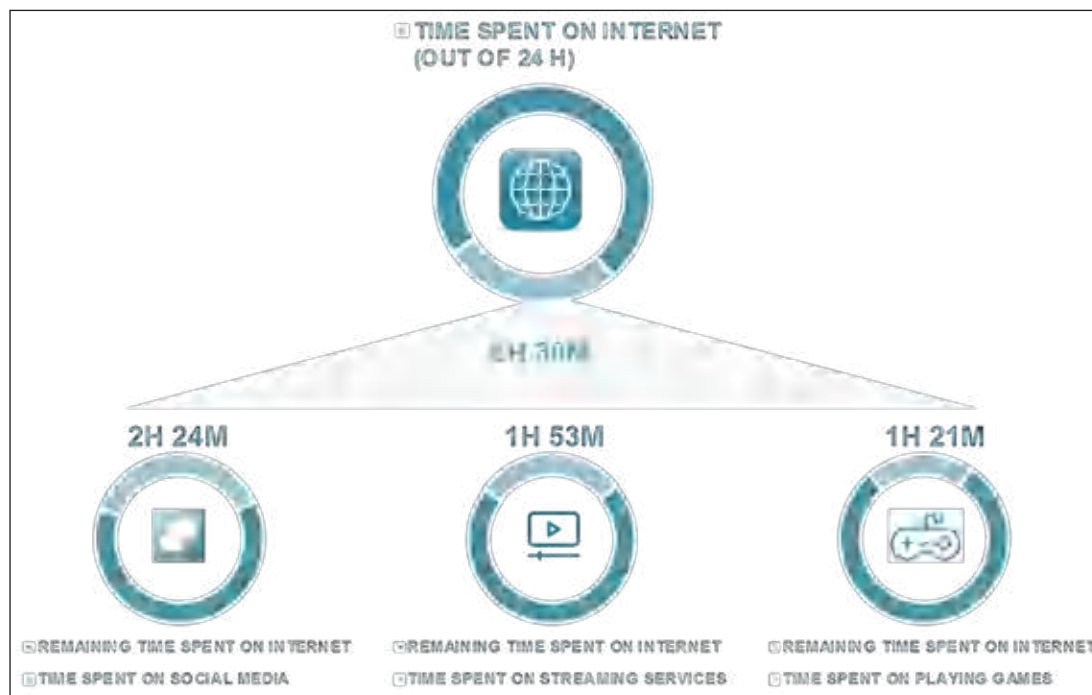 TIME SPENT ON INTERNET
(OUT OF 24 H)
30M
2H 24M
1H 53M
1H 21M
REMAINING TIME SPENT ON INTERNET
REMAINING TIME SPENT ON INTERNET
REMAINING TIME SPENT ON INTERNET
TIME SPENT ON SOCIAL MEDIA
TIME SPENT ON STREAMING SERVICES
TIME SPENT ON PLAYING GAMES